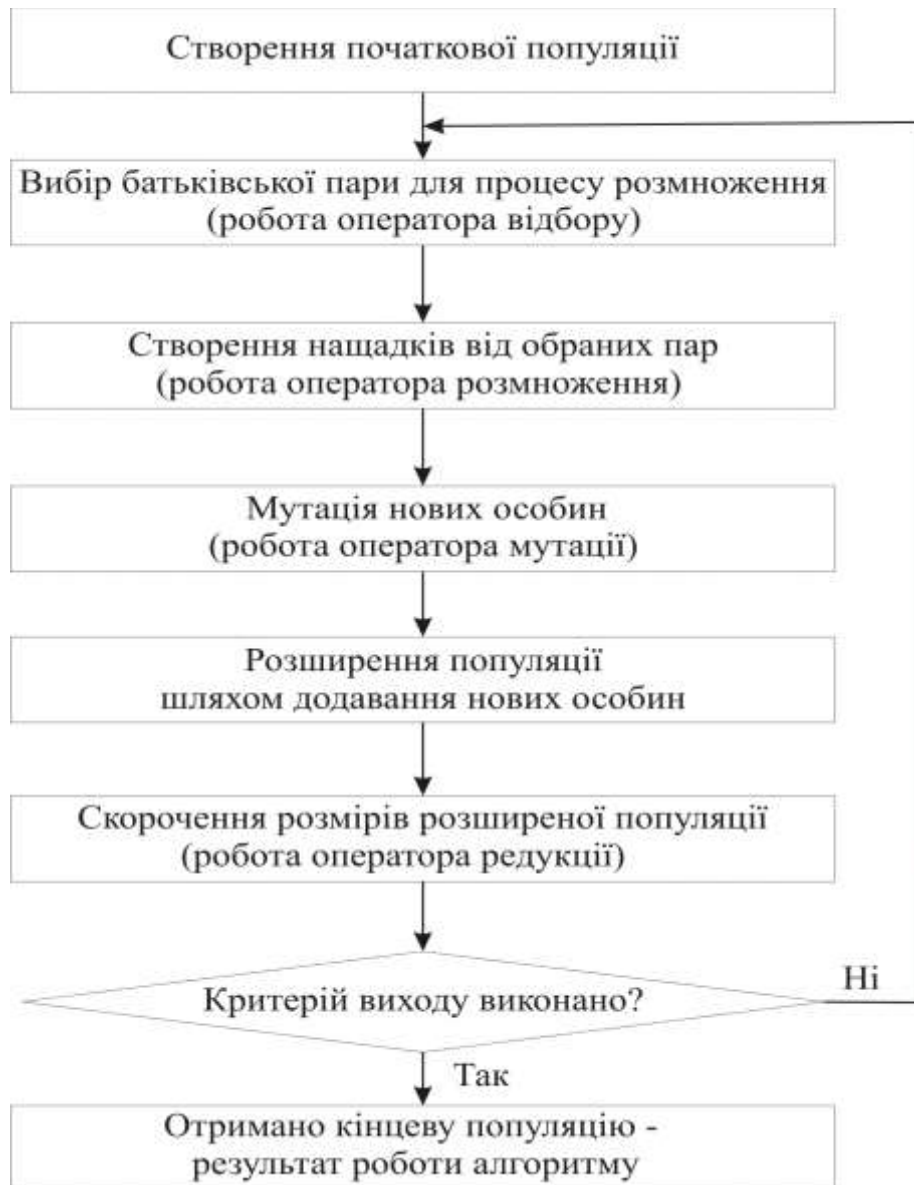 Створення початкової популяції
Вибір батьківської пари для процесу розмноження
(робота оператора відбору)
Створення нащадків від обраних пар
(робота оператора розмноження)
Мутація нових особин
(робота оператора мутації)
Розширення популяції
шляхом додавання нових особин
Скорочення розмірів розширеної популяції
(робота оператора редукції)
Критерій виходу виконано?
Ні
Так
Отримано кінцеву популяцію -
результат роботи алгоритму